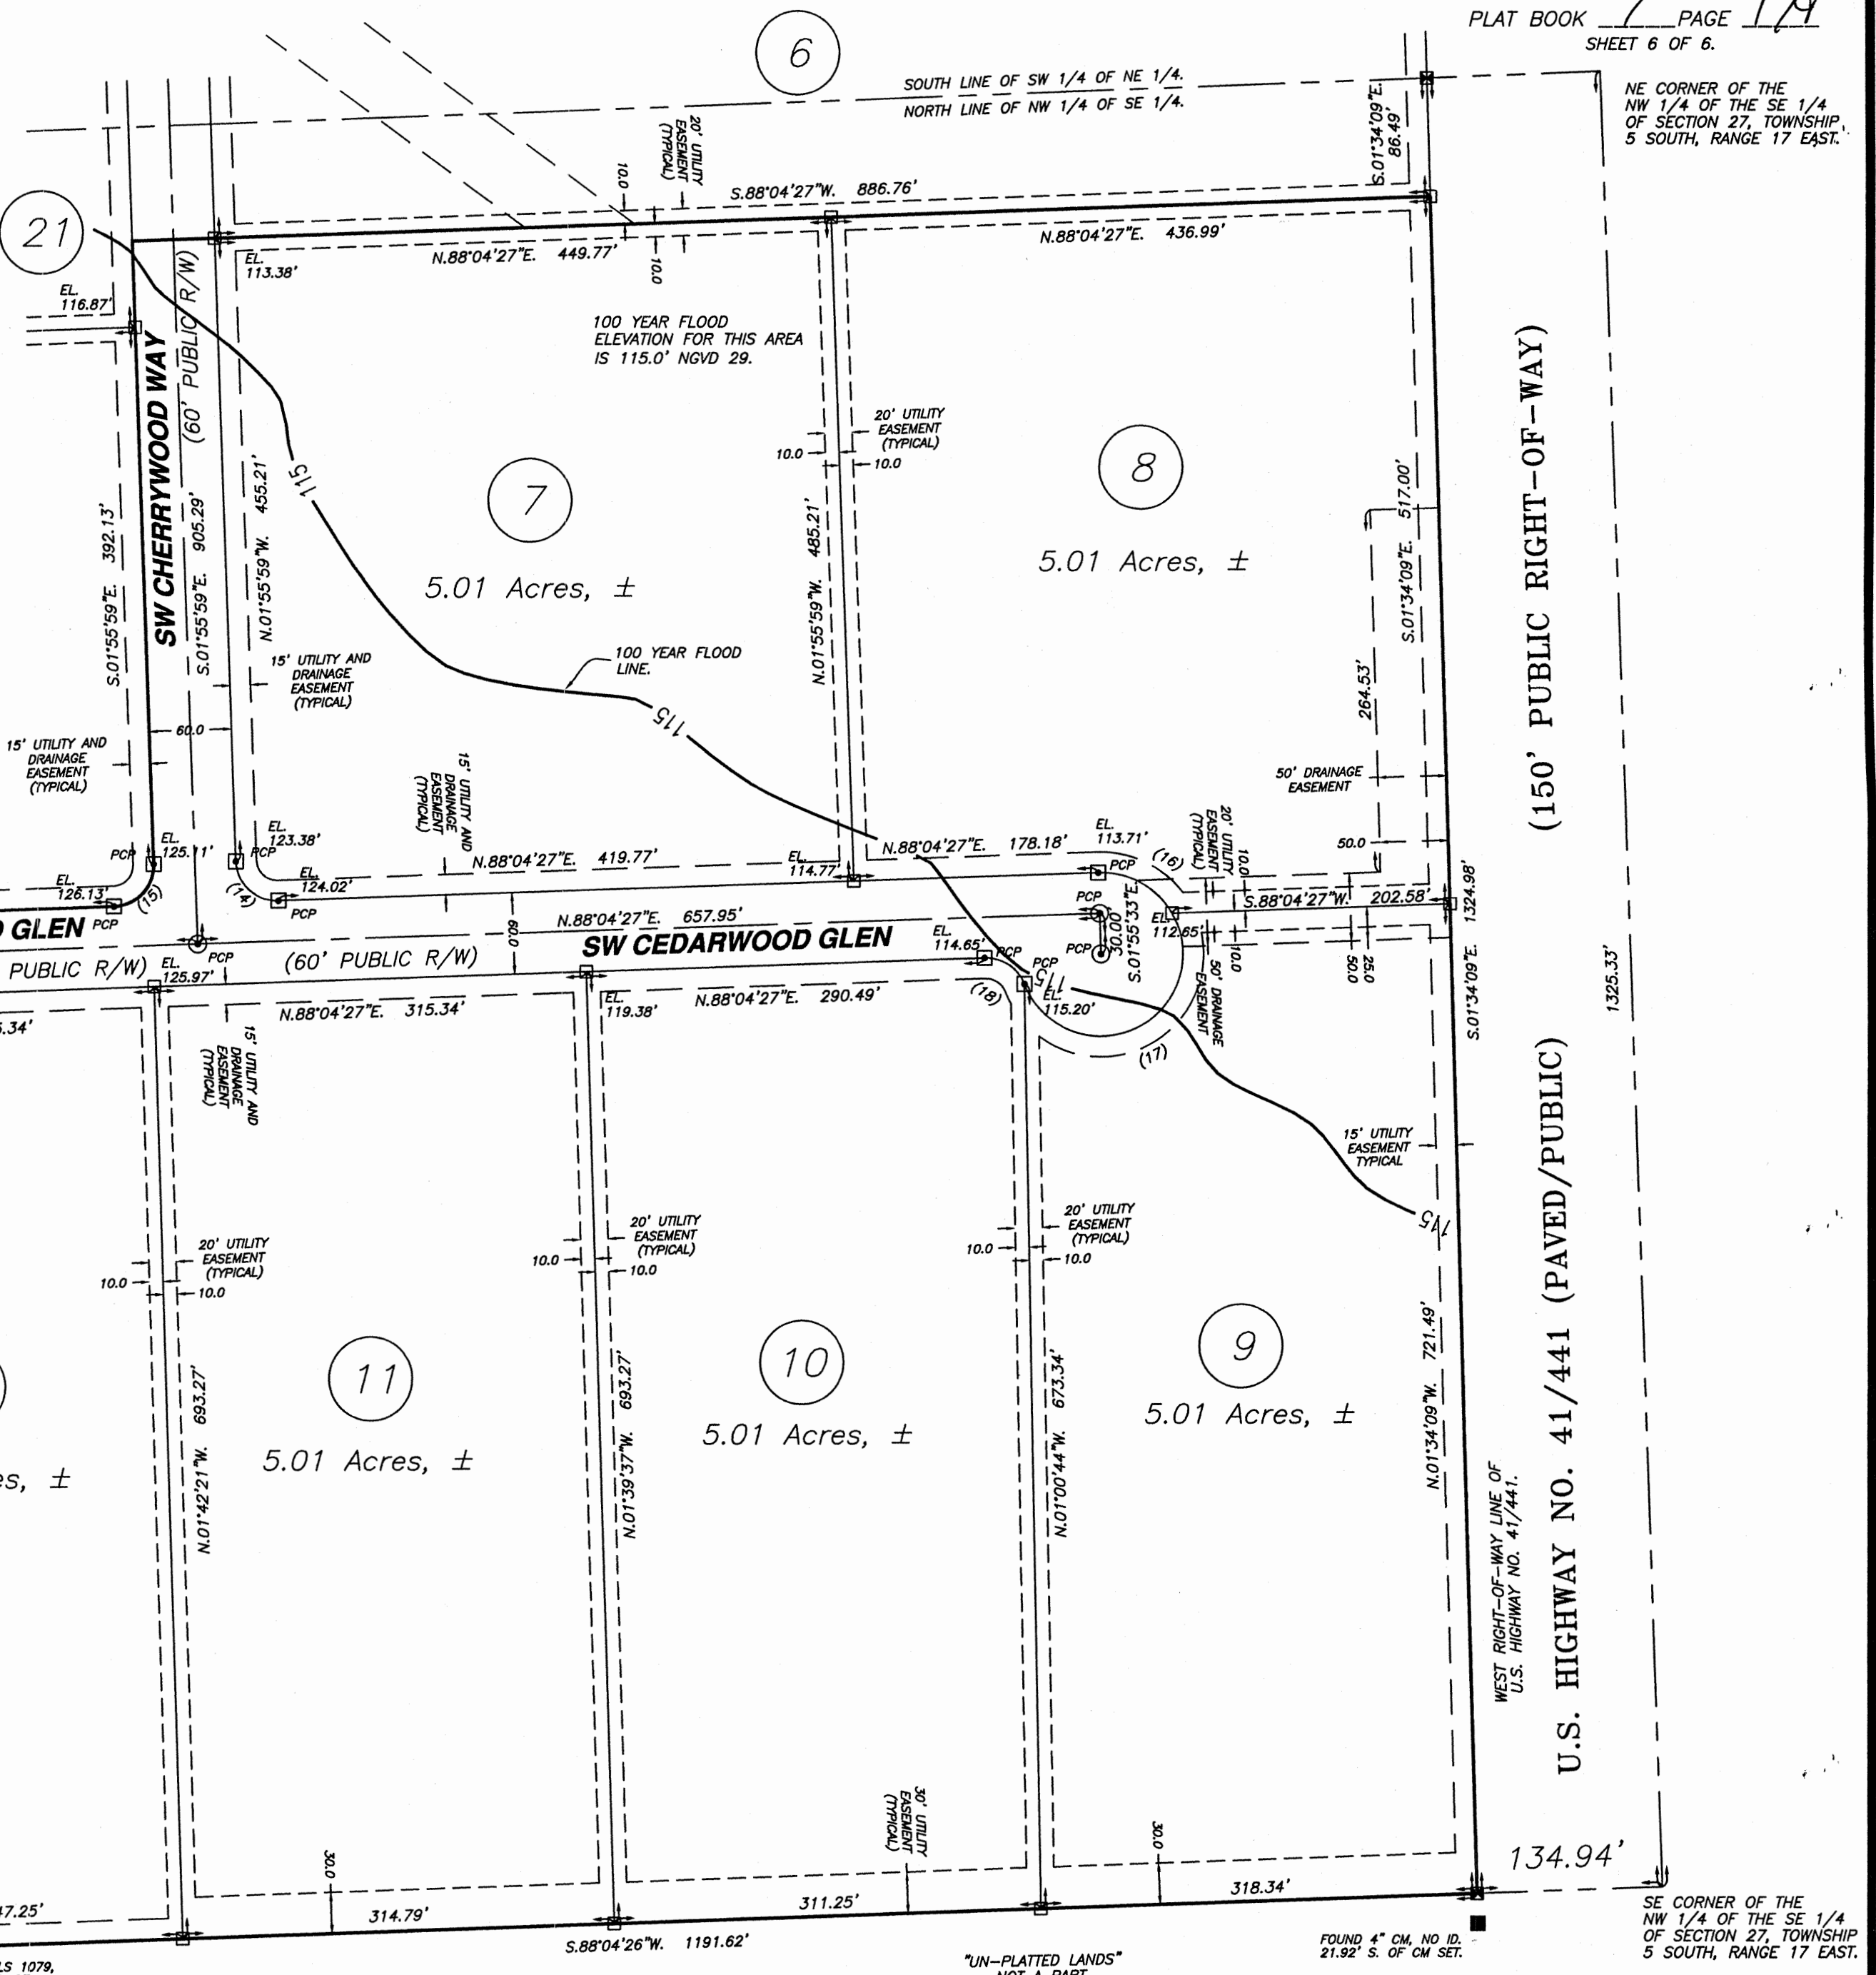 PLAT BOOK 7 PAGE
SHEET 6 OF 6.
6
SOUTH LINE OF SW 1/4 OF NE 1/4.
NORTH LINE OF NW 1/4 OF SE 1/4.
S.01°34'09"E.
86.49'
NE CORNER OF THE
NW 1/4 OF THE SE 1/4
OF SECTION 27, TOWNSHIP
5 SOUTH, RANGE 17 EAST.
20' UTILITY
EASEMENT
(TYPICAL)
10.0
S.88°04'27"W. 886.76'
21
EL.
113.38'
N.88°04'27"E. 449.77'
10.0
N.88°04'27"E. 436.99'
EL.
116.87'
(60' PUBLIC R/W)
SW CHERRYWOOD WAY
100 YEAR FLOOD
ELEVATION FOR THIS AREA
IS 115.0' NGVD 29.
20' UTILITY
EASEMENT
(TYPICAL)
10.0
10.0
115
7
5.01 Acres, ±
8
5.01 Acres, ±
S.01°55'59"E. 392.13'
S.01°55'59"E. 905.29'
N.01°55'59"W. 455.21'
N.01°55'59"W. 485.21'
S.01°34'09"E. 517.00'
264.53'
(150' PUBLIC RIGHT-OF-WAY)
100 YEAR FLOOD
LINE.
15' UTILITY AND
DRAINAGE
EASEMENT
(TYPICAL)
60.0
115
15' UTILITY AND
DRAINAGE
EASEMENT
(TYPICAL)
15' UTILITY AND
DRAINAGE
EASEMENT
(TYPICAL)
50' DRAINAGE
EASEMENT
50.0
EL.
125.11'
PCP
EL.
123.38'
PCP
N.88°04'27"E. 419.77'
EL.
114.77'
N.88°04'27"E. 178.18'
EL.
113.71'
PCP
(16)
20' UTILITY
EASEMENT
(TYPICAL)
10.0
EL.
126.13'
PCP
(15)
(14)
EL.
124.02'
PCP
N.88°04'27"E. 657.95'
60.0
PCP
S.01°55'33"E.
30.00'
PCP
EL.
112.65'
S.88°04'27"W. 202.58'
S.01°34'09"E. 1324.98'
GLEN
SW CEDARWOOD GLEN
PUBLIC R/W)
(60' PUBLIC R/W)
PCP
EL.
125.97'
EL.
114.65'
PCP
PCP
115
EL.
115.20'
10.0
50.0
25.0
50' DRAINAGE
EASEMENT
1325.33'
N.88°04'27"E. 315.34'
EL.
119.38'
N.88°04'27"E. 290.49'
(18)
(17)
15' UTILITY AND
DRAINAGE
EASEMENT
(TYPICAL)
15' UTILITY
EASEMENT
TYPICAL
115
20' UTILITY
EASEMENT
(TYPICAL)
10.0
10.0
20' UTILITY
EASEMENT
(TYPICAL)
10.0
10.0
20' UTILITY
EASEMENT
(TYPICAL)
10.0
10.0
11
5.01 Acres, ±
10
5.01 Acres, ±
9
5.01 Acres, ±
±
N.01°42'21"W. 693.27'
N.01°39'37"W. 693.27'
N.01°00'44"W. 673.34'
N.01°34'09"W. 721.49'
WEST RIGHT-OF-WAY LINE OF
U.S. HIGHWAY NO. 41/441.
U.S. HIGHWAY NO. 41/441 (PAVED/PUBLIC)
30' UTILITY
EASEMENT
(TYPICAL)
30.0
30.0
134.94'
314.79'
311.25'
318.34'
S.88°04'26"W. 1191.62'
FOUND 4" CM, NO ID.
21.92' S. OF CM SET.
SE CORNER OF THE
NW 1/4 OF THE SE 1/4
OF SECTION 27, TOWNSHIP
5 SOUTH, RANGE 17 EAST.
"UN-PLATTED LANDS"
NOT A PART
LS 1079,